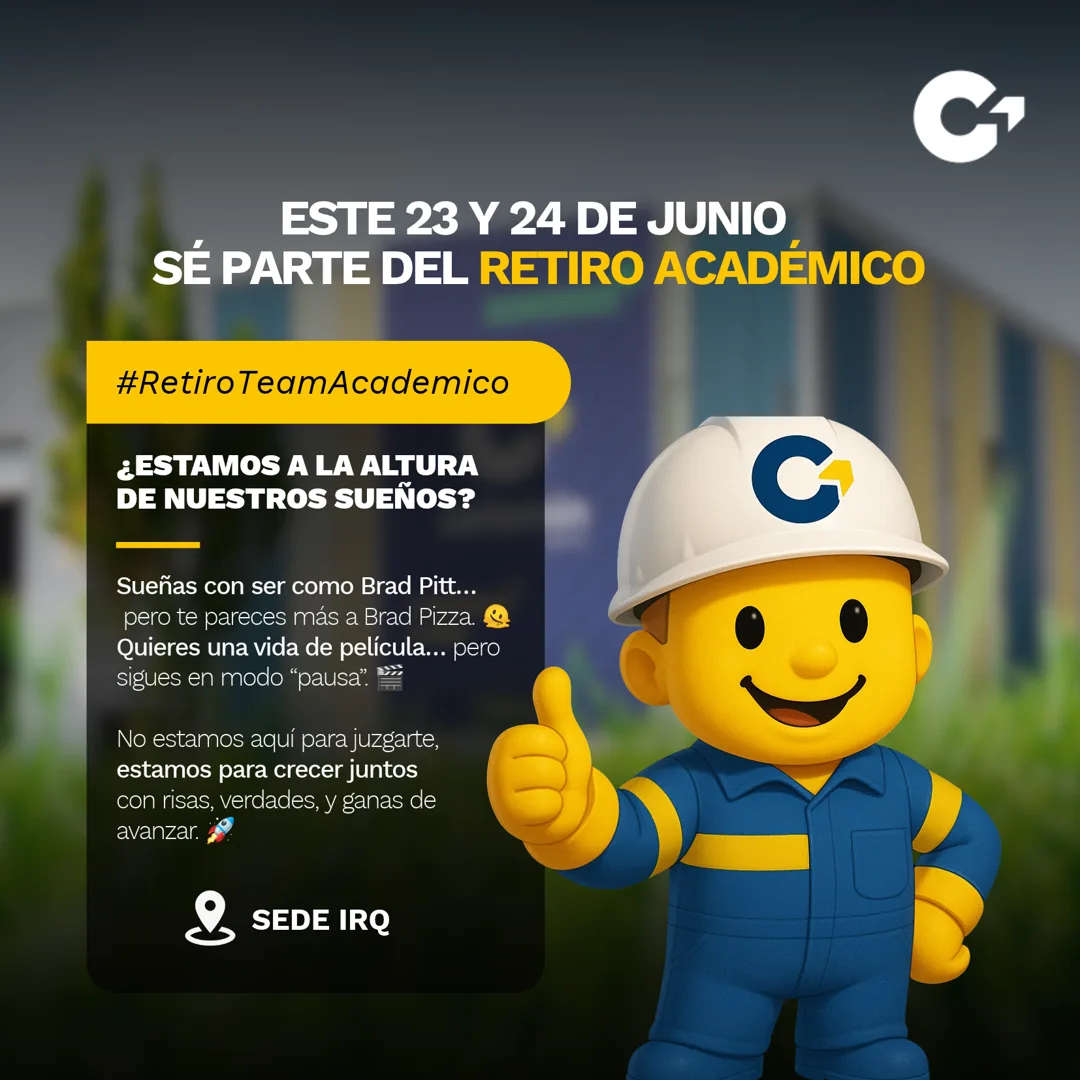 ESTE 23 Y 24 DE JUNIO
SÉ PARTE DEL RETIRO ACADÉMICO
#RetiroTeamAcademico
¿ESTAMOS A LA ALTURA
DE NUESTROS SUEÑOS?
Sueñas con ser como Brad Pitt...
pero te pareces más a Brad Pizza. 🫠
Quieres una vida de película... pero
sigues en modo “pausa”. 🎬
No estamos aquí para juzgarte,
estamos para crecer juntos
con risas, verdades, y ganas de
avanzar. 🚀
SEDE IRQ